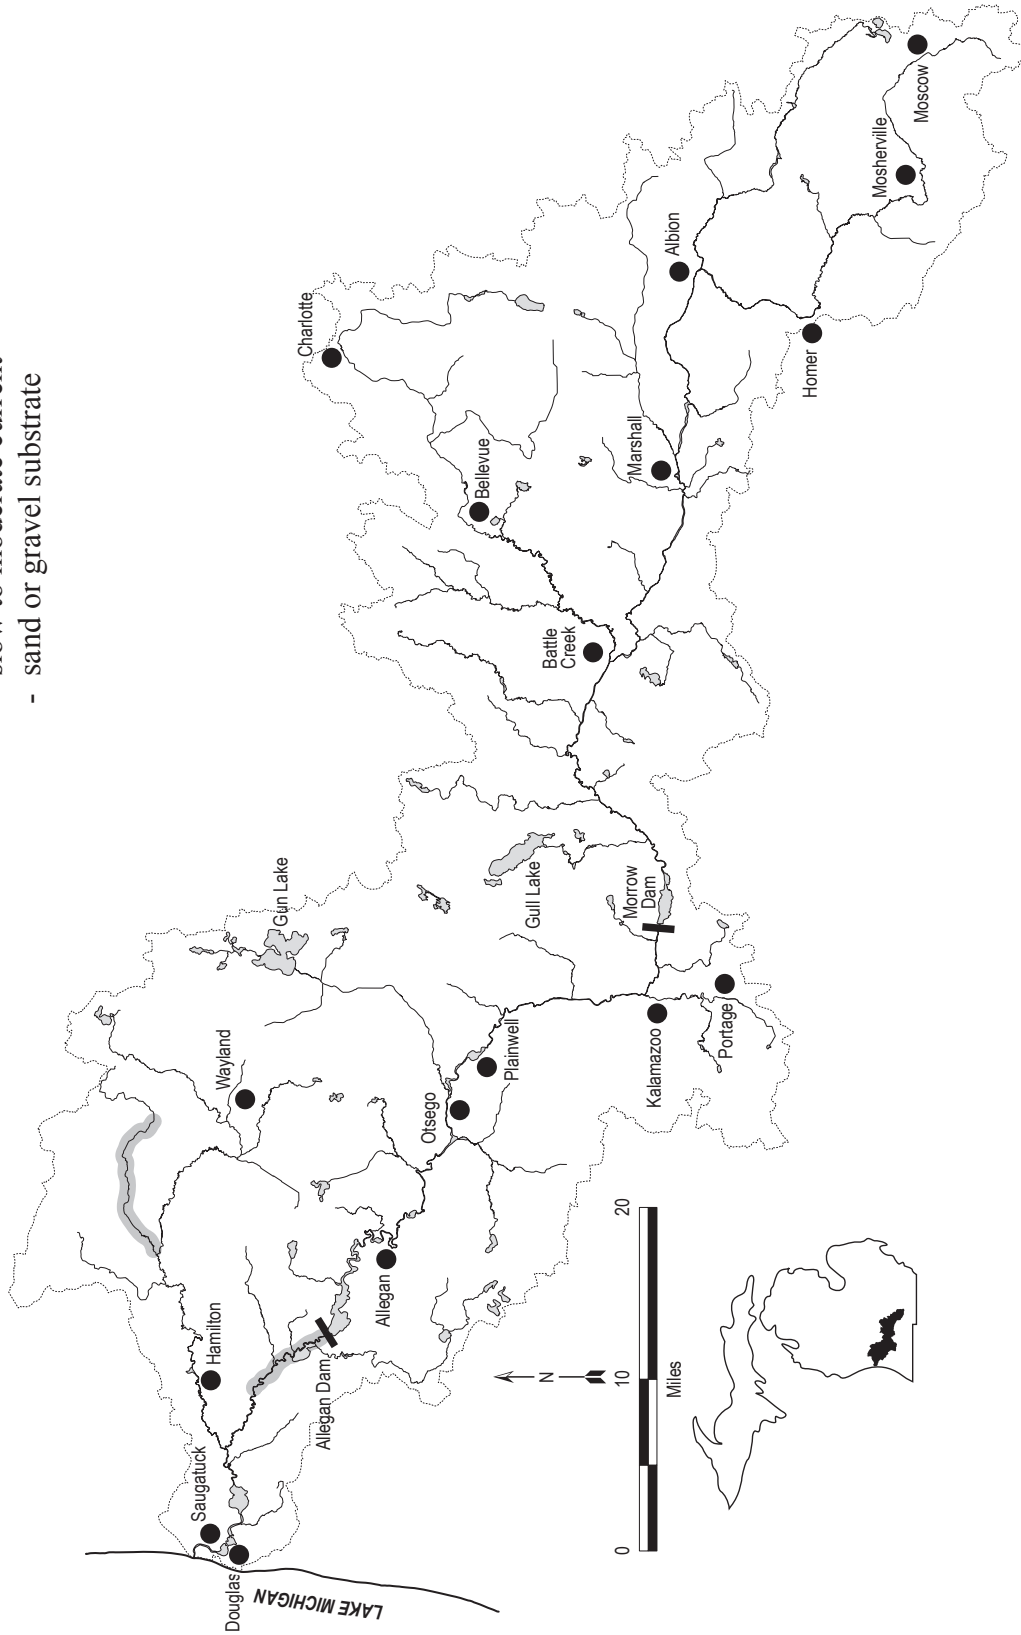 - sand or gravel substrate
Charlotte
Bellevue
Battle
Creek
Marshall
Albion
Homer
Mosherville
Moscow
Gun Lake
Gull Lake
Morrow
Dam
Wayland
Plainwell
Otsego
Kalamazoo
Portage
Allegan
Allegan Dam
Hamilton
Saugatuck
Douglas
LAKE MICHIGAN
N
0
10
20
Miles